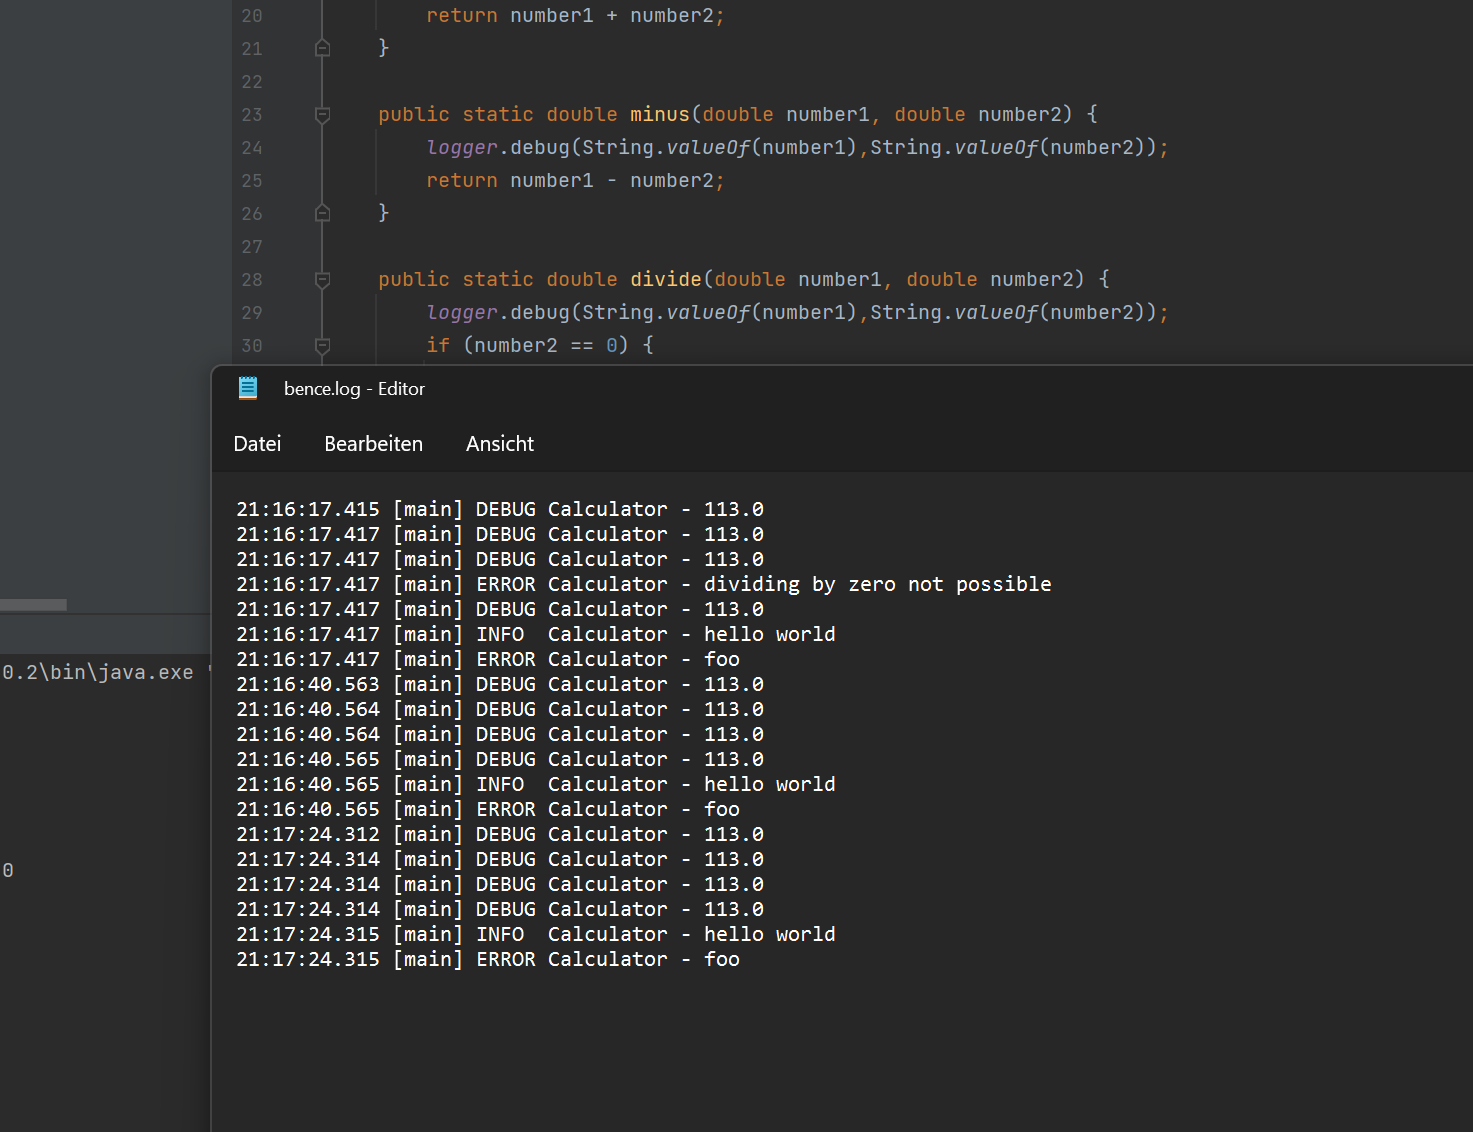 20 return number1 + number2;
21 }
22
23 public static double minus(double number1, double number2) {
24 logger.debug(String.valueOf(number1),String.valueOf(number2));
25 return number1 - number2;
26 }
27
28 public static double divide(double number1, double number2) {
29 logger.debug(String.valueOf(number1),String.valueOf(number2));
30 if (number2 == 0) {
bence.log - Editor
Datei Bearbeiten Ansicht
21:16:17.415 [main] DEBUG Calculator - 113.0
21:16:17.417 [main] DEBUG Calculator - 113.0
21:16:17.417 [main] DEBUG Calculator - 113.0
21:16:17.417 [main] ERROR Calculator - dividing by zero not possible
21:16:17.417 [main] DEBUG Calculator - 113.0
21:16:17.417 [main] INFO  Calculator - hello world
21:16:17.417 [main] ERROR Calculator - foo
21:16:40.563 [main] DEBUG Calculator - 113.0
21:16:40.564 [main] DEBUG Calculator - 113.0
21:16:40.564 [main] DEBUG Calculator - 113.0
21:16:40.565 [main] DEBUG Calculator - 113.0
21:16:40.565 [main] INFO  Calculator - hello world
21:16:40.565 [main] ERROR Calculator - foo
21:17:24.312 [main] DEBUG Calculator - 113.0
21:17:24.314 [main] DEBUG Calculator - 113.0
21:17:24.314 [main] DEBUG Calculator - 113.0
21:17:24.314 [main] DEBUG Calculator - 113.0
21:17:24.315 [main] INFO  Calculator - hello world
21:17:24.315 [main] ERROR Calculator - foo
0.2\bin\java.exe "
0